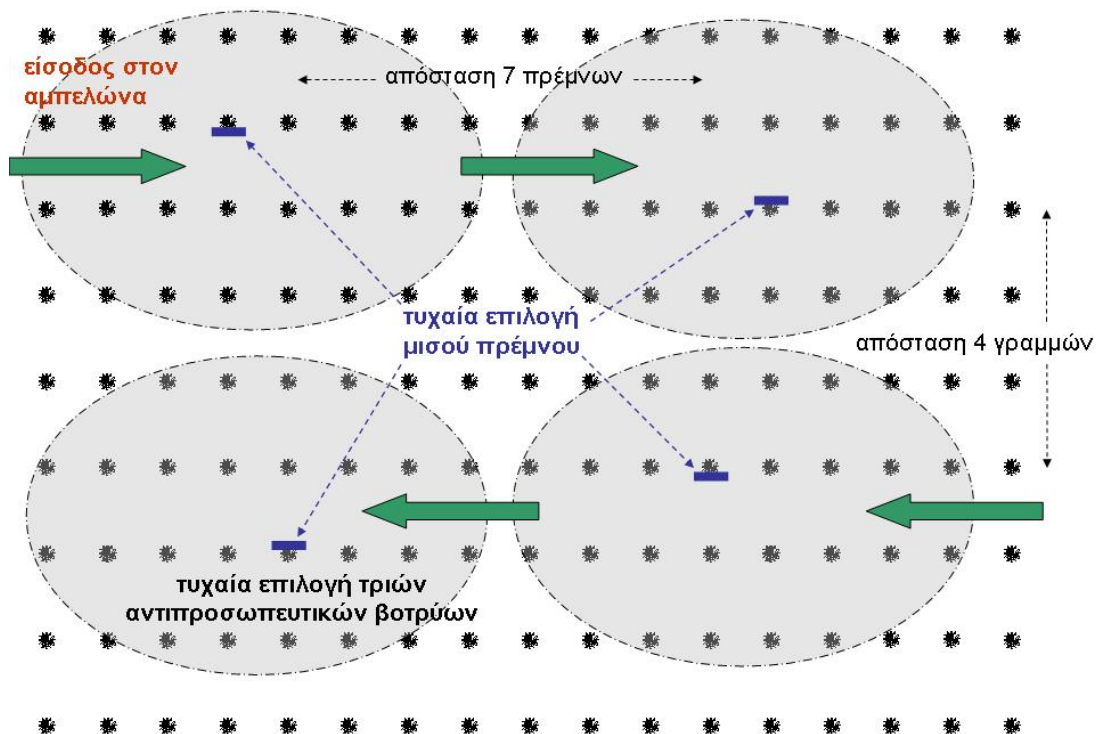 είσοδος στον
αμπελώνα
απόσταση 7 πρέμνων
τυχαία επιλογή
μισού πρέμνου
απόσταση 4 γραμμών
τυχαία επιλογή τριών
αντιπροσωπευτικών βοτρύων